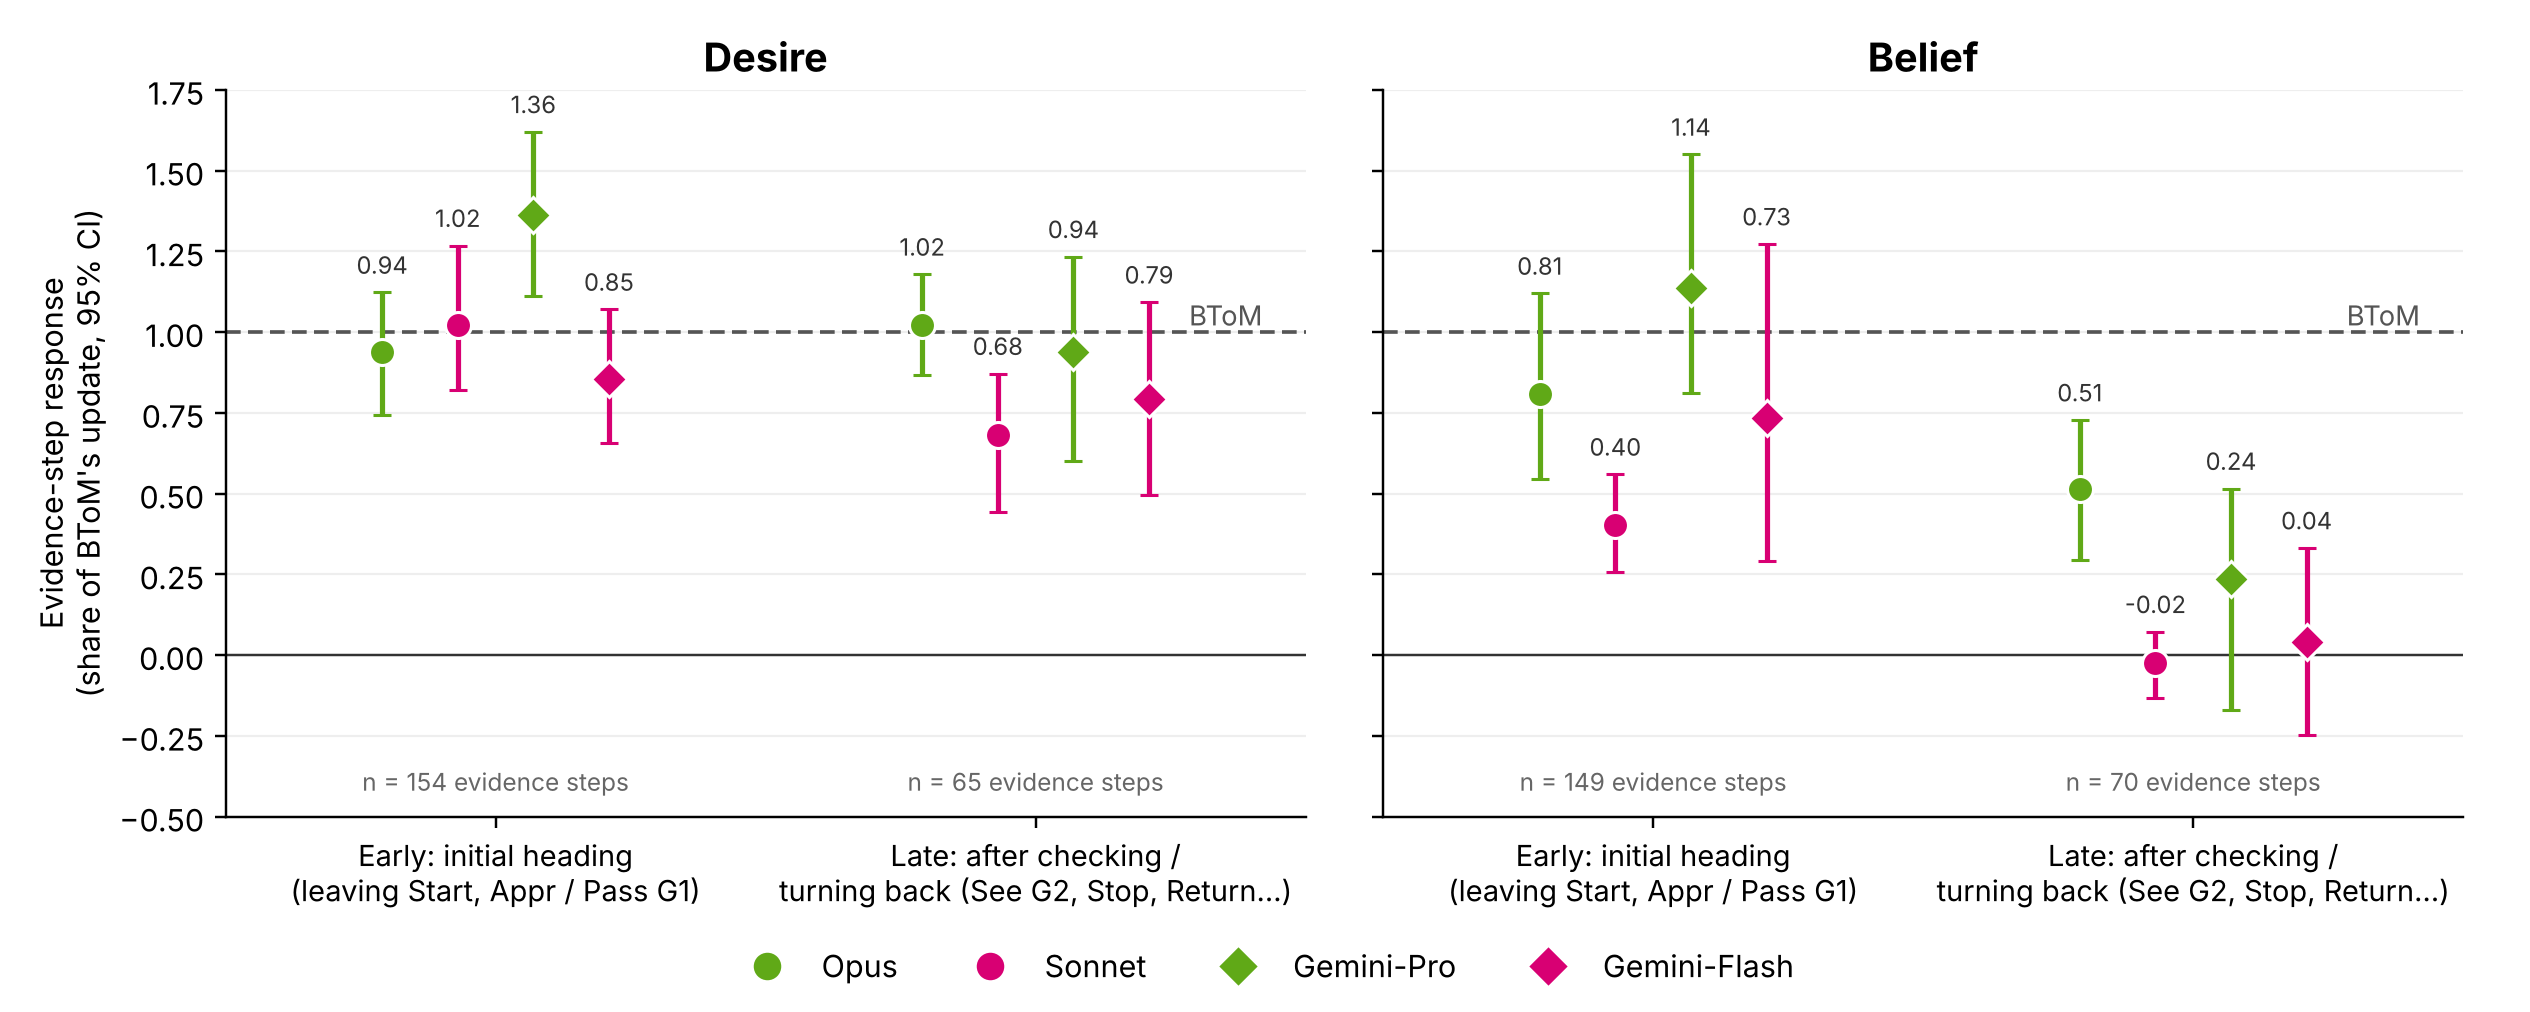 Desire
Belief
Evidence-step response
(share of BToM's update, 95% CI)
1.75
1.50
1.25
1.00
0.75
0.50
0.25
0.00
−0.25
−0.50
0.94
1.02
1.36
0.85
1.02
0.68
0.94
0.79
BToM
n = 154 evidence steps
n = 65 evidence steps
0.81
0.40
1.14
0.73
0.51
-0.02
0.24
0.04
BToM
n = 149 evidence steps
n = 70 evidence steps
Early: initial heading
(leaving Start, Appr / Pass G1)
Late: after checking /
turning back (See G2, Stop, Return...)
Early: initial heading
(leaving Start, Appr / Pass G1)
Late: after checking /
turning back (See G2, Stop, Return...)
Opus
Sonnet
Gemini-Pro
Gemini-Flash